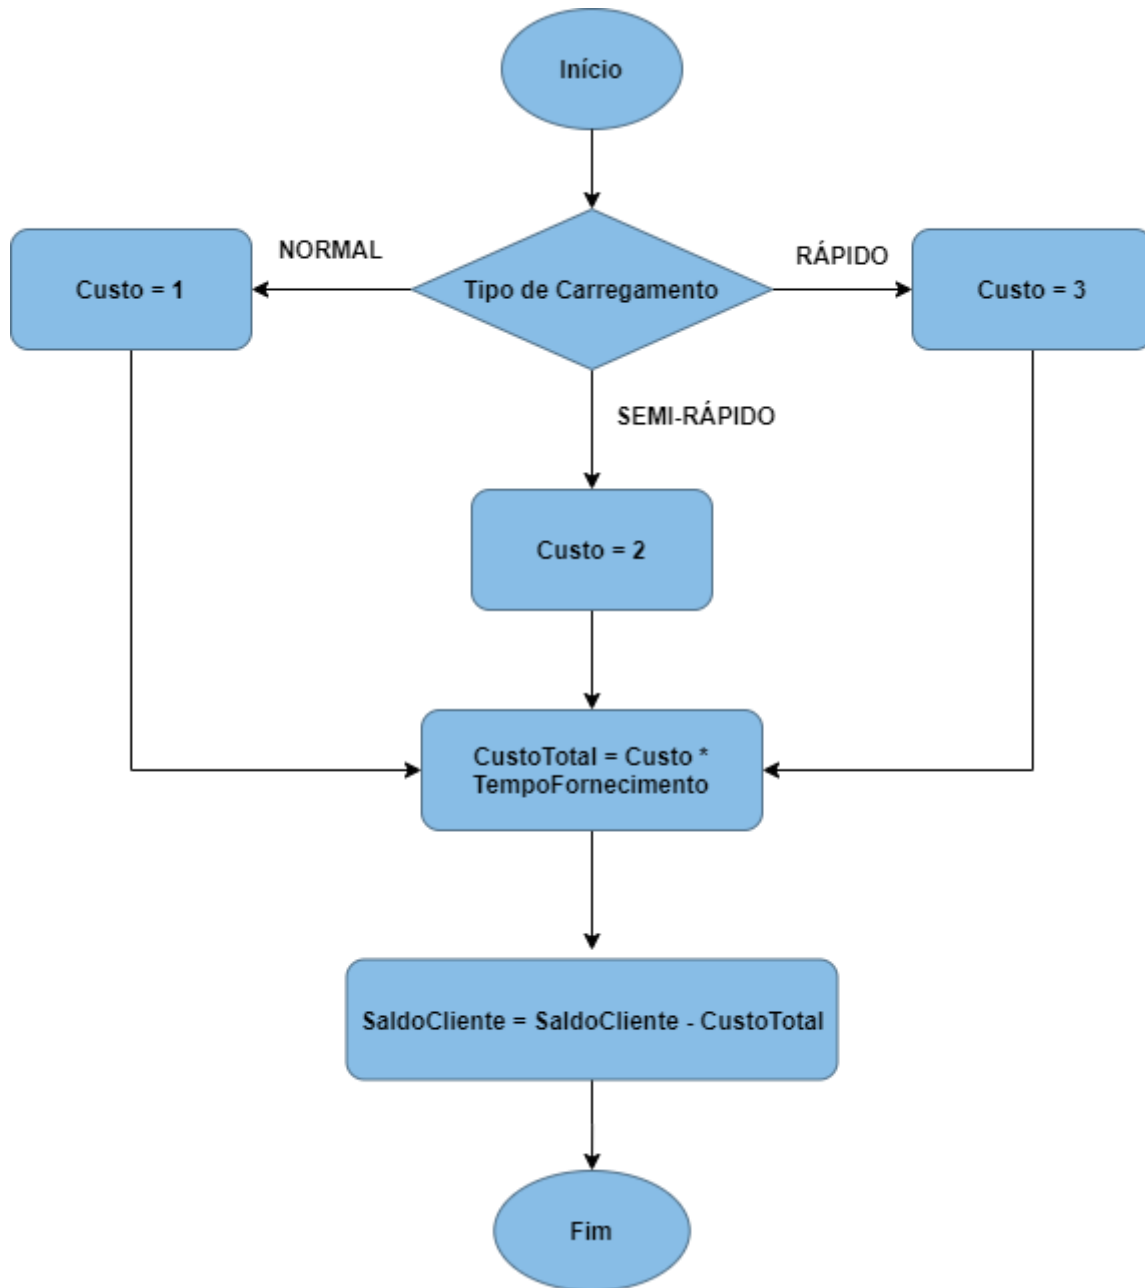 Início
NORMAL
RÁPIDO
Custo = 1
Tipo de Carregamento
Custo = 3
SEMI-RÁPIDO
Custo = 2
CustoTotal = Custo *
TempoFornecimento
SaldoCliente = SaldoCliente - CustoTotal
Fim